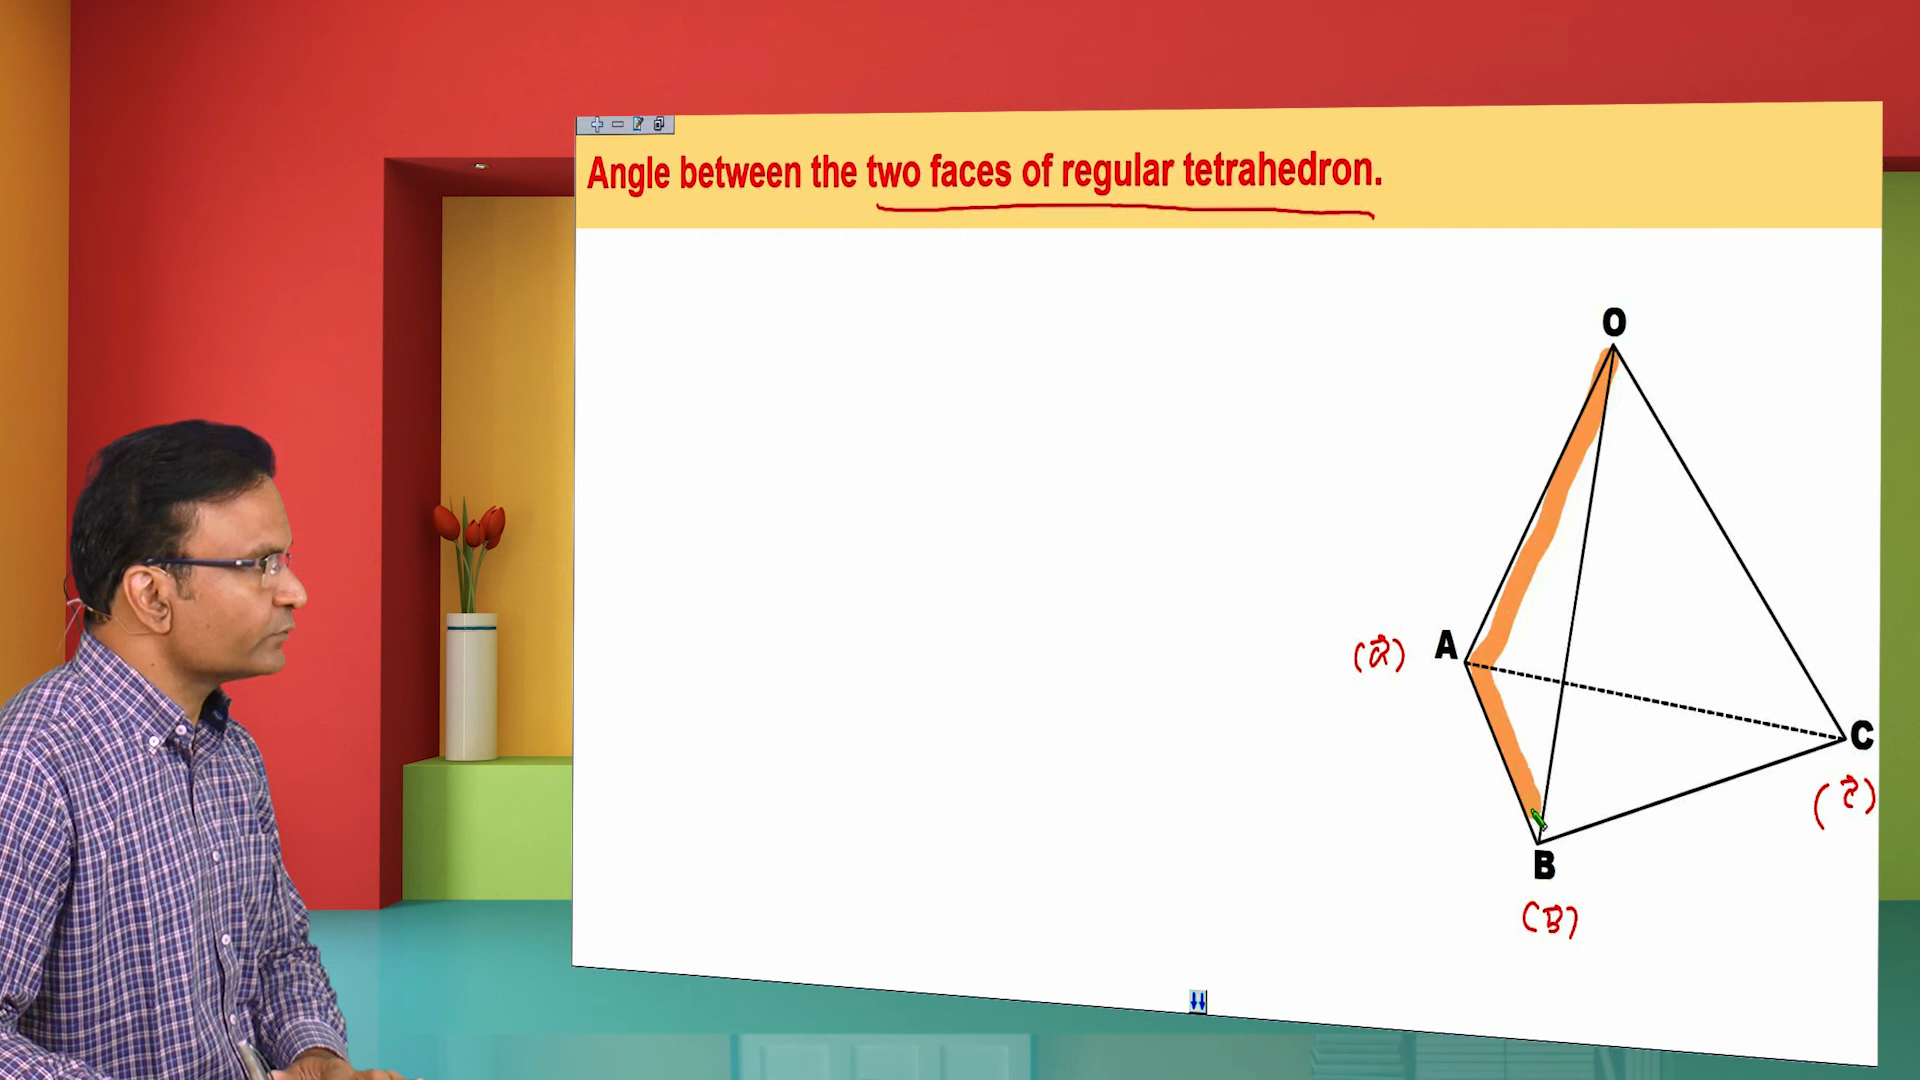 Angle between the two faces of regular tetrahedron.
O
A
(a⃗)
C
(c⃗)
B
(b⃗)